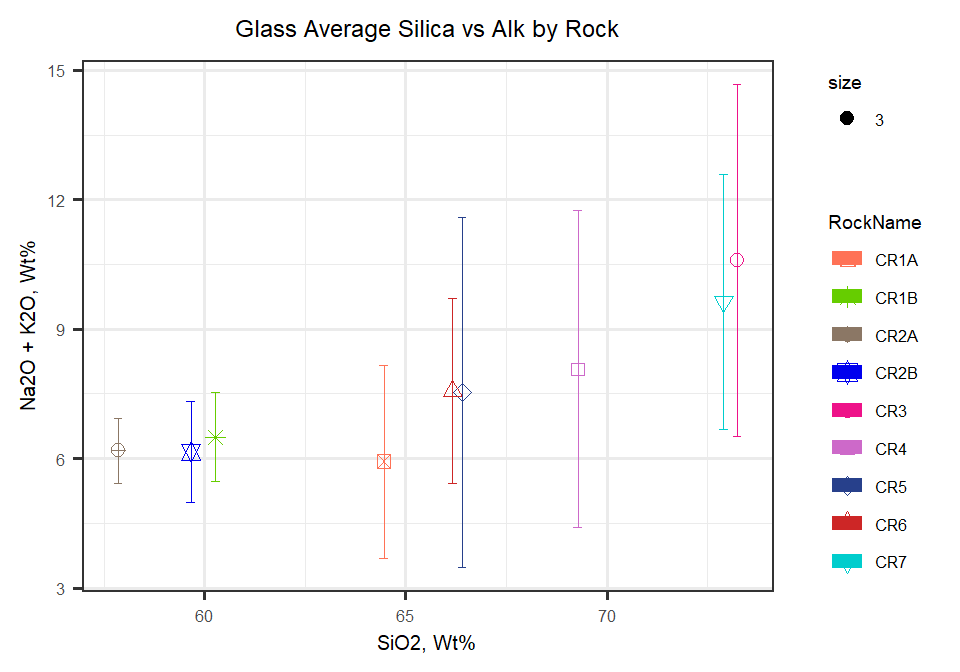 Glass Average Silica vs Alk by Rock
15
12
9
6
3
Na2O + K2O, Wt%
60
65
70
SiO2, Wt%
size
3
RockName
CR1A
CR1B
CR2A
CR2B
CR3
CR4
CR5
CR6
CR7